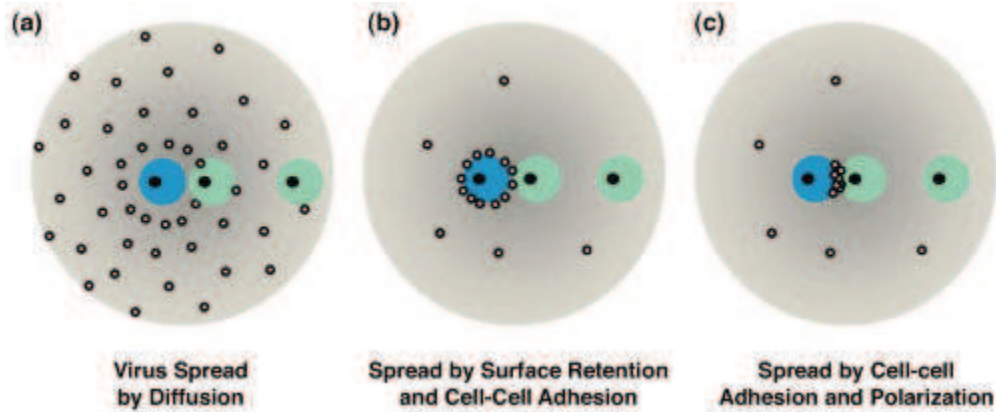 (a)
(b)
(c)
Virus Spread
by Diffusion
Spread by Surface Retention
and Cell-Cell Adhesion
Spread by Cell-cell
Adhesion and Polarization